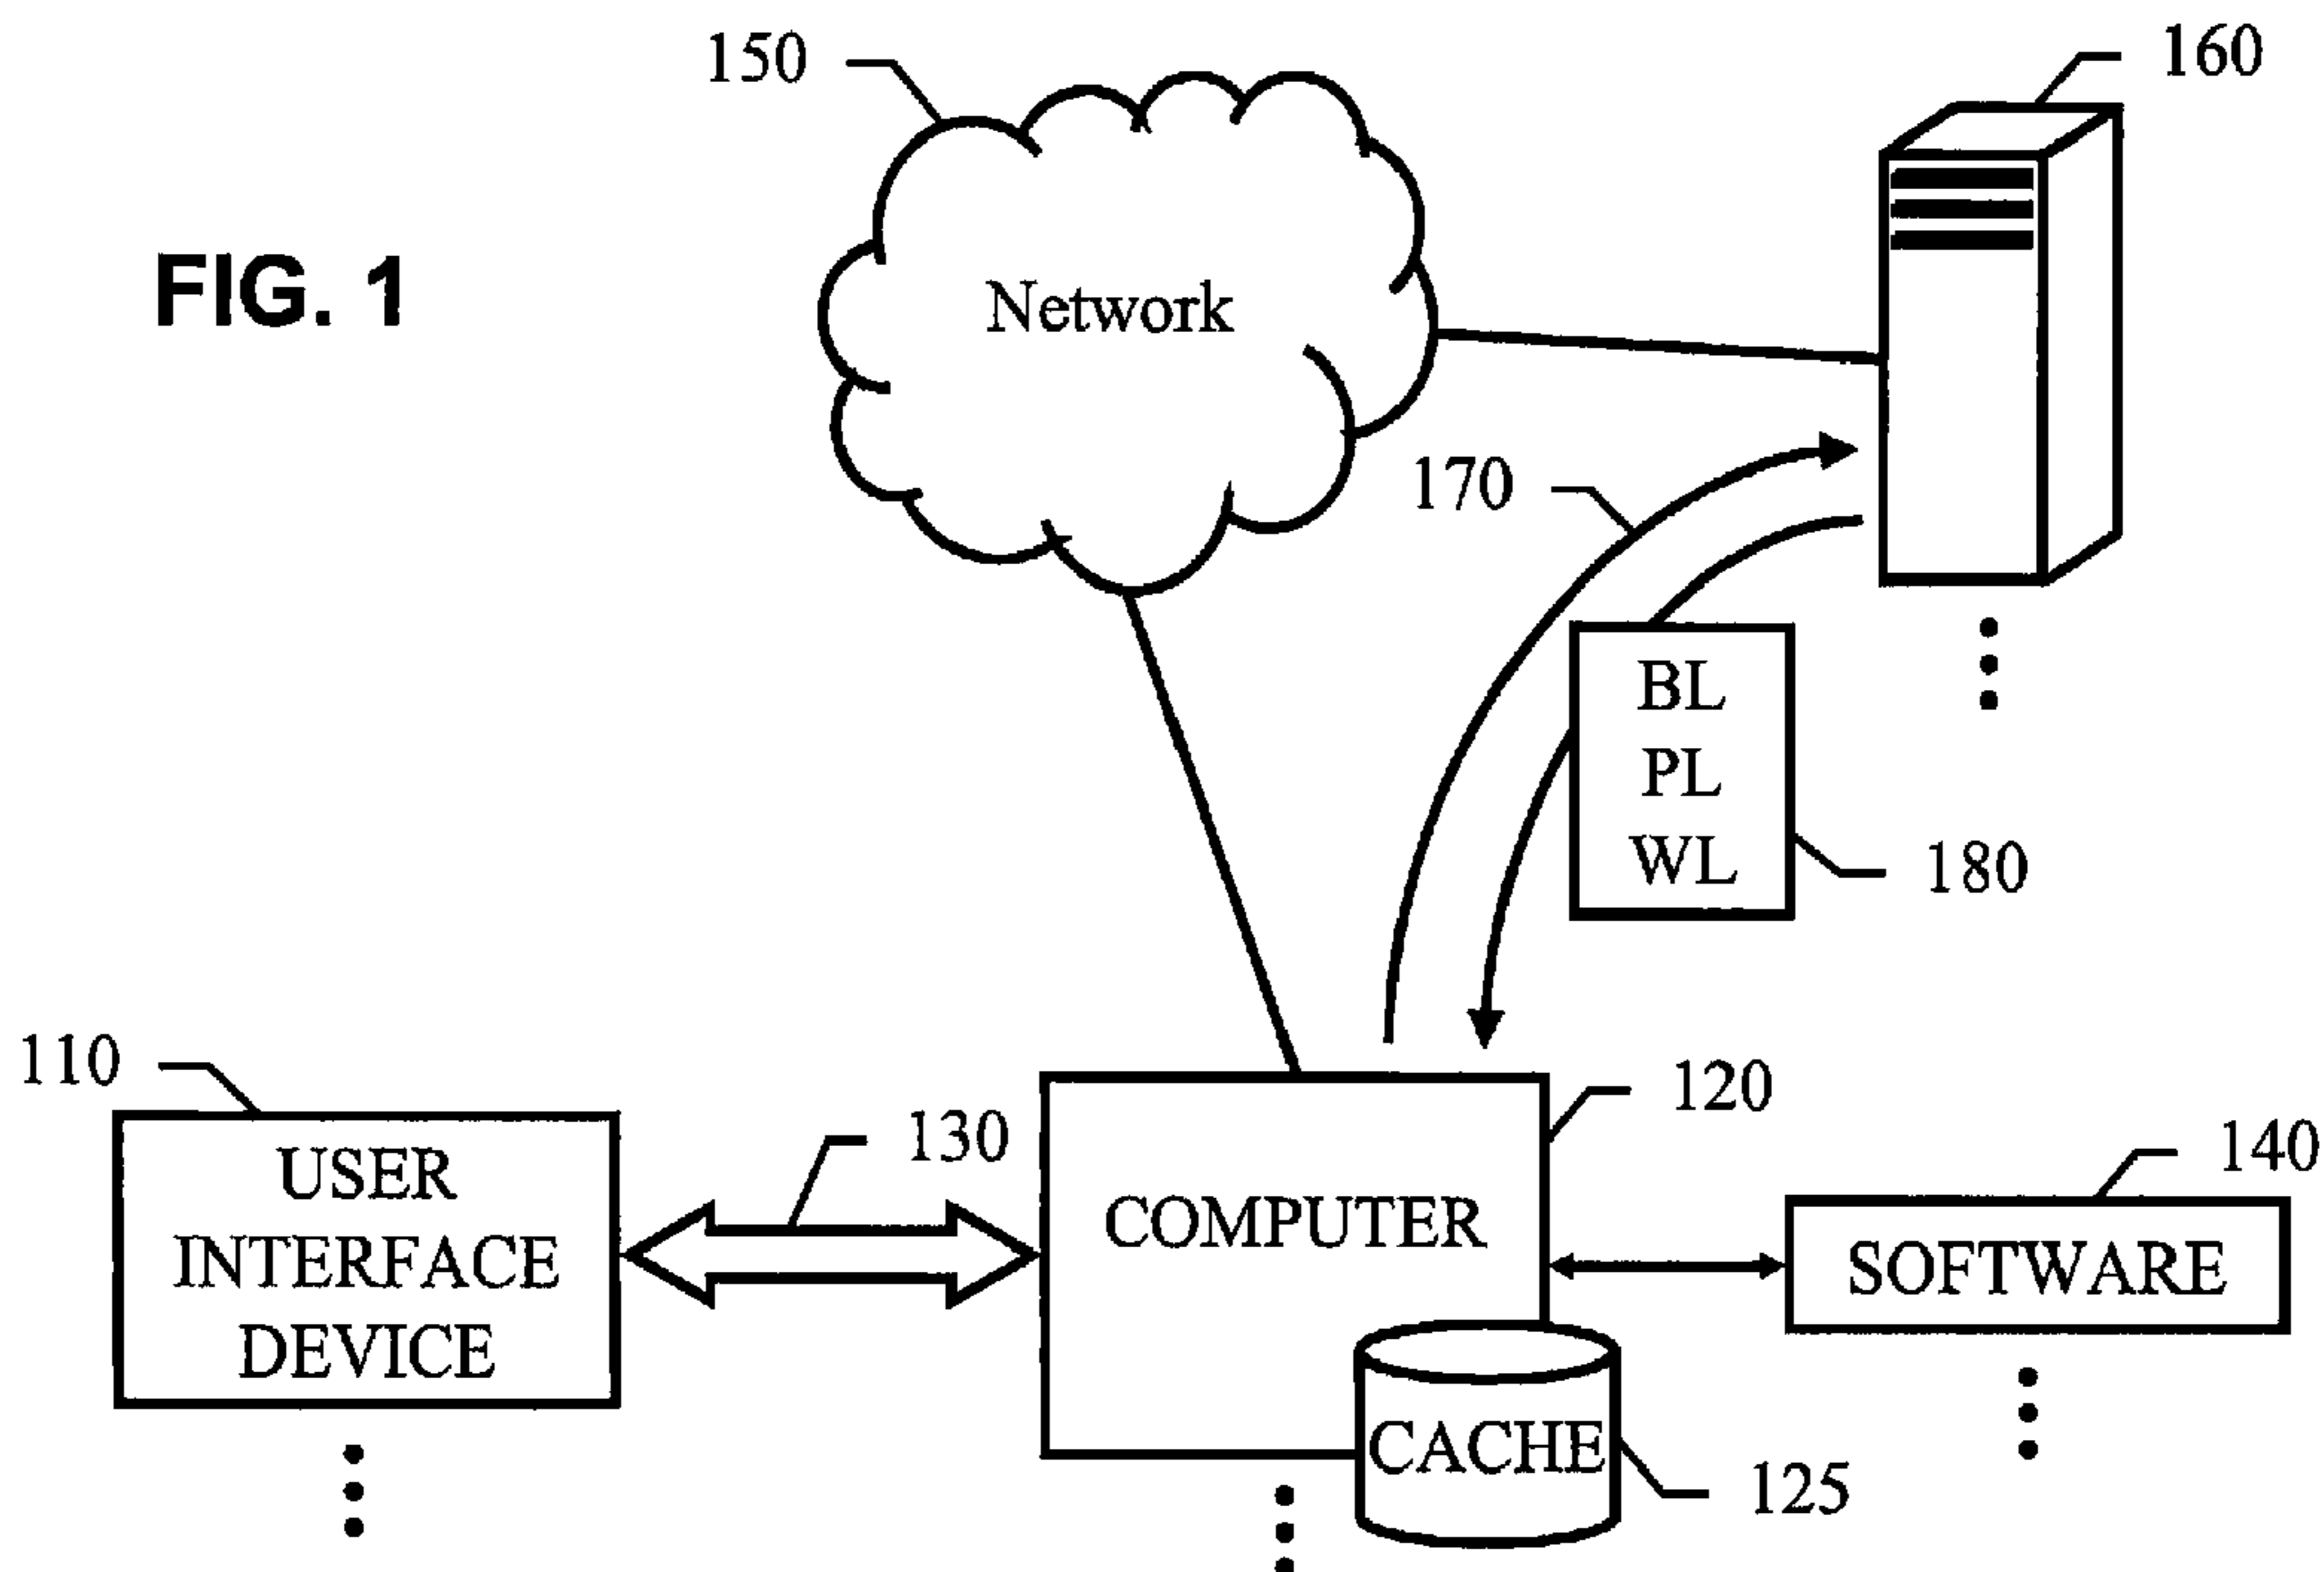 150
160
FIG. 1
Network
170
BL
PL
WL
180
110
120
130
140
USER
INTERFACE
DEVICE
COMPUTER
SOFTWARE
CACHE
125